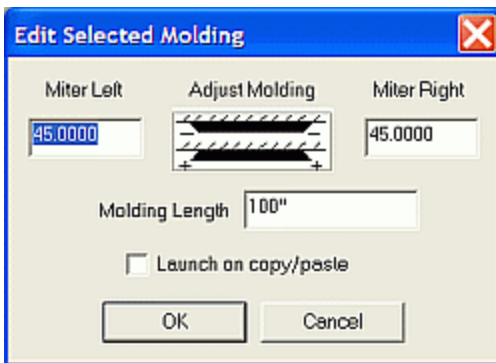 Edit Selected Molding
Miter Left Adjust Molding Miter Right
45.0000 45.0000
Molding Length 100"
Launch on copy/paste
OK Cancel